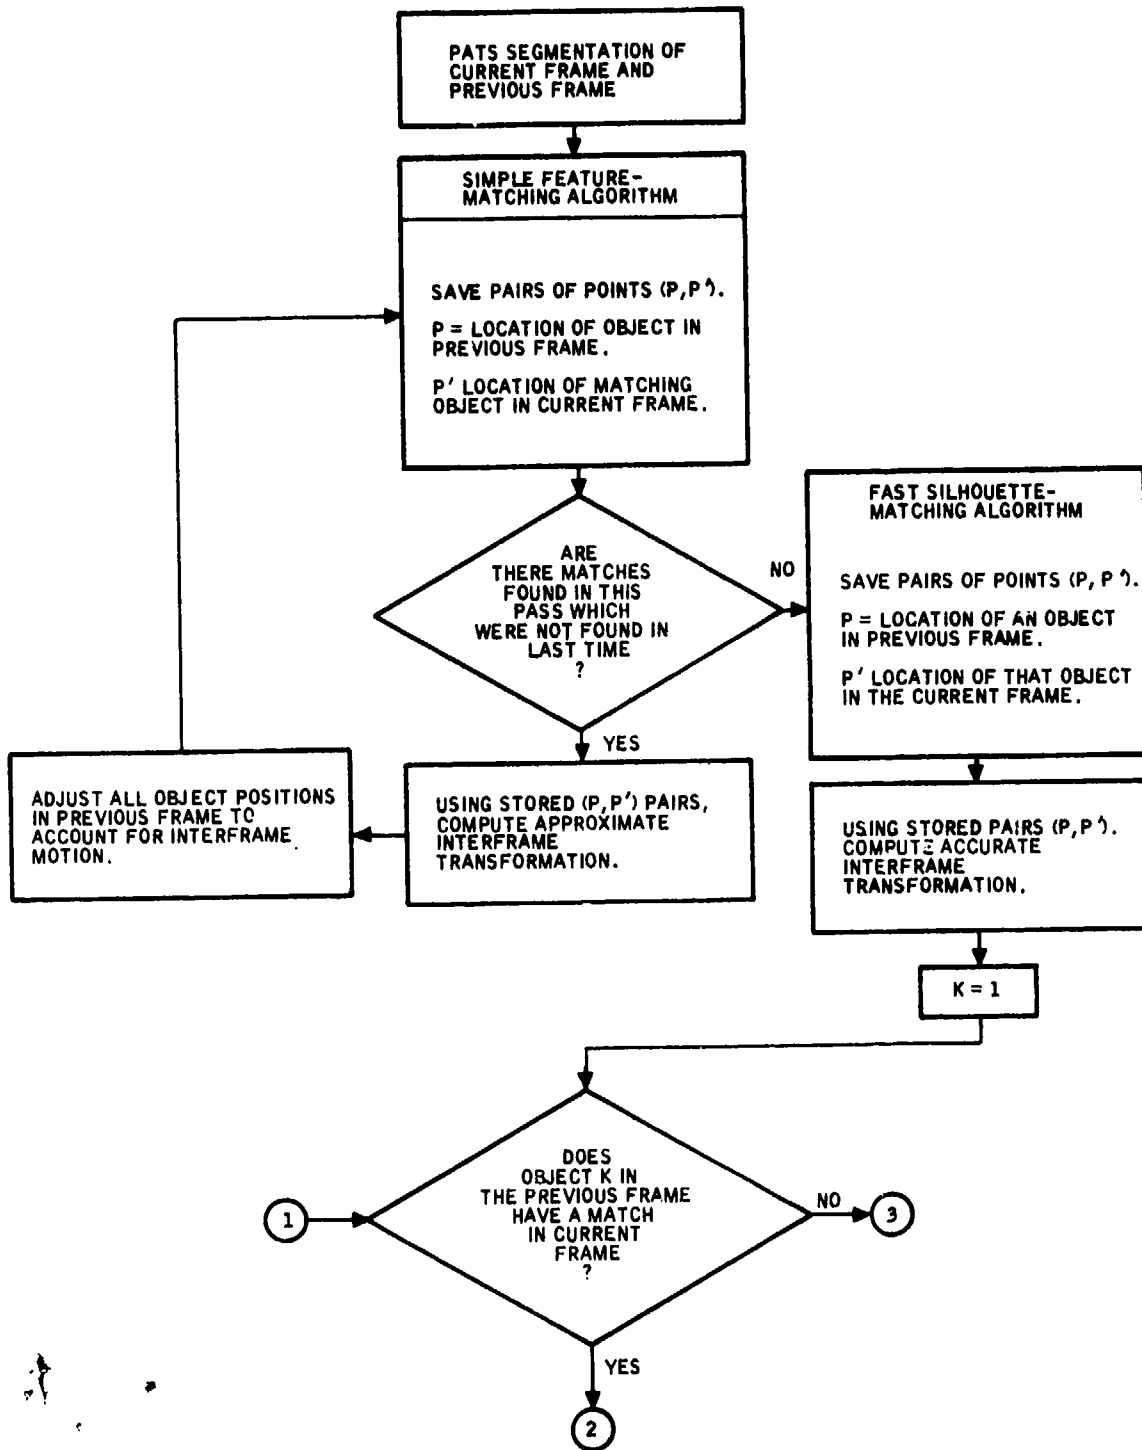 PATS SEGMENTATION OF
CURRENT FRAME AND
PREVIOUS FRAME
SIMPLE FEATURE-
MATCHING ALGORITHM
SAVE PAIRS OF POINTS (P,P').
P = LOCATION OF OBJECT IN
PREVIOUS FRAME.
P' LOCATION OF MATCHING
OBJECT IN CURRENT FRAME.
ARE
THERE MATCHES
FOUND IN THIS
PASS WHICH
WERE NOT FOUND IN
LAST TIME
?
NO
YES
FAST SILHOUETTE-
MATCHING ALGORITHM
SAVE PAIRS OF POINTS (P, P').
P = LOCATION OF AN OBJECT
IN PREVIOUS FRAME.
P' LOCATION OF THAT OBJECT
IN THE CURRENT FRAME.
ADJUST ALL OBJECT POSITIONS
IN PREVIOUS FRAME TO
ACCOUNT FOR INTERFRAME
MOTION.
USING STORED (P,P') PAIRS,
COMPUTE APPROXIMATE
INTERFRAME
TRANSFORMATION.
USING STORED PAIRS (P,P').
COMPUTE ACCURATE
INTERFRAME
TRANSFORMATION.
K = 1
DOES
OBJECT K IN
THE PREVIOUS FRAME
HAVE A MATCH
IN CURRENT
FRAME
?
1
NO
3
YES
2